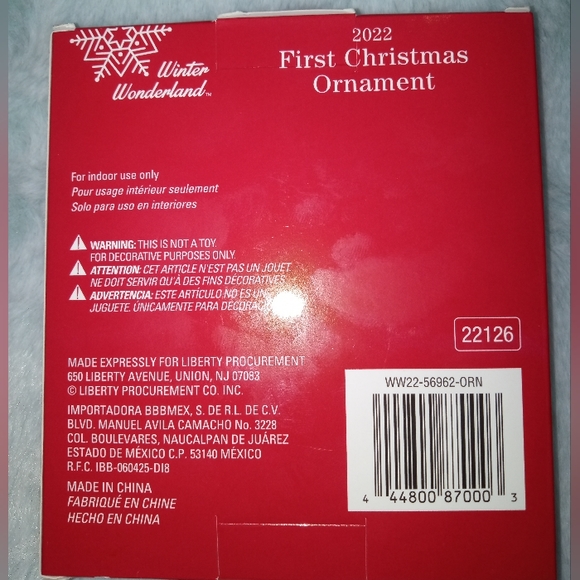 Winter
Wonderland™
2022
First Christmas
Ornament
For indoor use only
Pour usage intérieur seulement
Solo para uso en interiores
WARNING: THIS IS NOT A TOY.
FOR DECORATIVE PURPOSES ONLY.
ATTENTION: CET ARTICLE N'EST PAS UN JOUET.
NE DOIT SERVIR QU'À DES FINS DÉCORATIVES.
ADVERTENCIA: ESTE ARTÍCULO NO ES UN
JUGUETE. ÚNICAMENTE PARA
22126
MADE EXPRESSLY FOR LIBERTY PROCUREMENT
650 LIBERTY AVENUE, UNION, NJ 07083
© LIBERTY PROCUREMENT CO. INC.
IMPORTADORA BBBMEX, S. DE R.L. DE C.V.
BLVD. MANUEL AVILA CAMACHO No. 3228
COL. BOULEVARES, NAUCALPAN DE JUÁREZ
ESTADO DE MÉXICO C.P. 53140 MÉXICO
R.F.C. IBB-060425-DI8
MADE IN CHINA
FABRIQUÉ EN CHINE
HECHO EN CHINA
WW22-56962-ORN
4 44800 87000 3